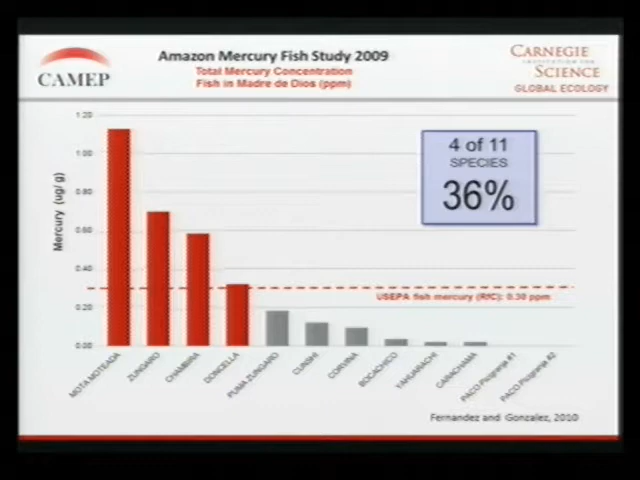 CAMEP
Amazon Mercury Fish Study 2009
Total Mercury Concentration
Fish in Madre de Dios (ppm)
CARNEGIE
INSTITUTION FOR
SCIENCE
GLOBAL ECOLOGY
4 of 11
SPECIES
36%
Mercury (ug/ g)
1.20
1.00
0.80
0.60
0.40
0.20
0.00
USEPA fish mercury (RfC): 0.30 ppm
MOTA MOTEADA
ZUNGARO
CHAMBIRA
DONCELLA
PUMA ZUNGARO
CUNSHI
CORVINA
BOCACHICO
YAHUARACHI
CARACHAMA
PACO Piscigranja #1
PACO Piscigranja #2
Fernandez and Gonzalez, 2010